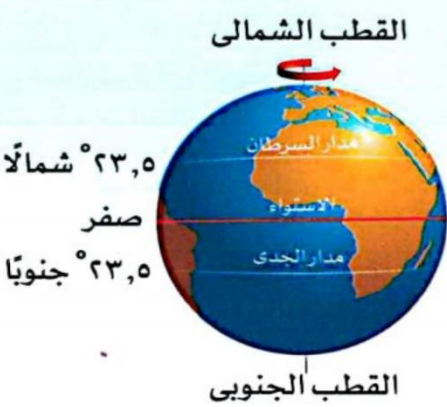 القطب الشمالى
مدار السرطان
٢٣,٥° شمالًا
الاستواء
صفر
مدار الجدى
٢٣,٥° جنوبًا
القطب الجنوبى